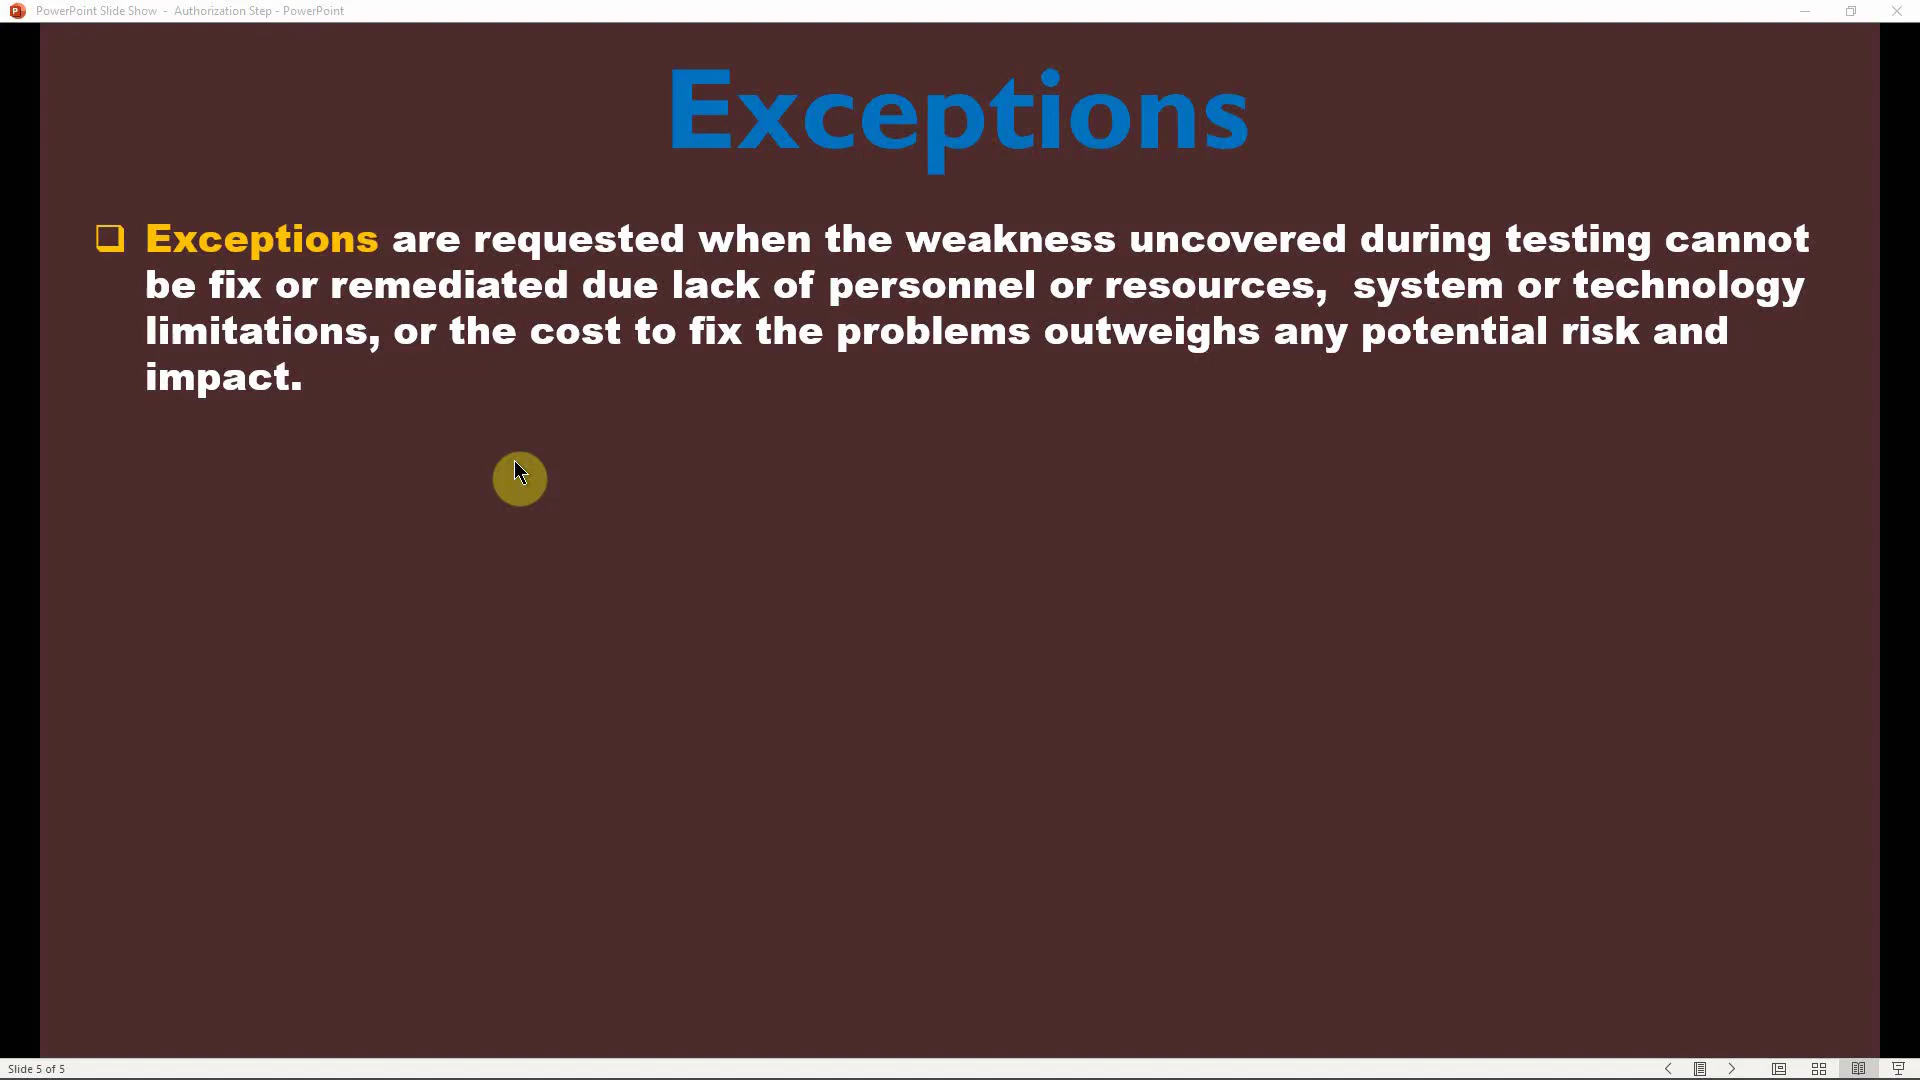 PowerPoint Slide Show - Authorization Step - PowerPoint
Exceptions
Exceptions are requested when the weakness uncovered during testing cannot
be fix or remediated due lack of personnel or resources, system or technology
limitations, or the cost to fix the problems outweighs any potential risk and
impact.
Slide 5 of 5